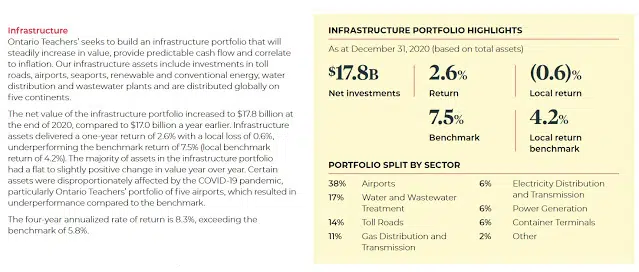 Infrastructure
Ontario Teachers' seeks to build an infrastructure portfolio that will
steadily increase in value, provide predictable cash flow and correlate
to inflation. Our infrastructure assets include investments in toll
roads, airports, seaports, renewable and conventional energy, water
distribution and wastewater plants and are distributed globally on
five continents.
The net value of the infrastructure portfolio increased to $17.8 billion at
the end of 2020, compared to $17.0 billion a year earlier. Infrastructure
assets delivered a one-year return of 2.6% with a local loss of 0.6%,
underperforming the benchmark return of 7.5% (local benchmark
return of 4.2%). The majority of assets in the infrastructure portfolio
had a flat to slightly positive change in value year over year. Certain
assets were disproportionately affected by the COVID-19 pandemic,
particularly Ontario Teachers' portfolio of five airports, which resulted in
underperformance compared to the benchmark.
The four-year annualized rate of return is 8.3%, exceeding the
benchmark of 5.8%.
INFRASTRUCTURE PORTFOLIO HIGHLIGHTS
As at December 31, 2020 (based on total assets)
$17.8B
Net investments
2.6%
Return
(0.6)%
Local return
7.5%
Benchmark
4.2%
Local return
benchmark
PORTFOLIO SPLIT BY SECTOR
38% Airports
17% Water and Wastewater
Treatment
14% Toll Roads
11% Gas Distribution and
Transmission
6% Electricity Distribution
and Transmission
6% Power Generation
6% Container Terminals
2% Other